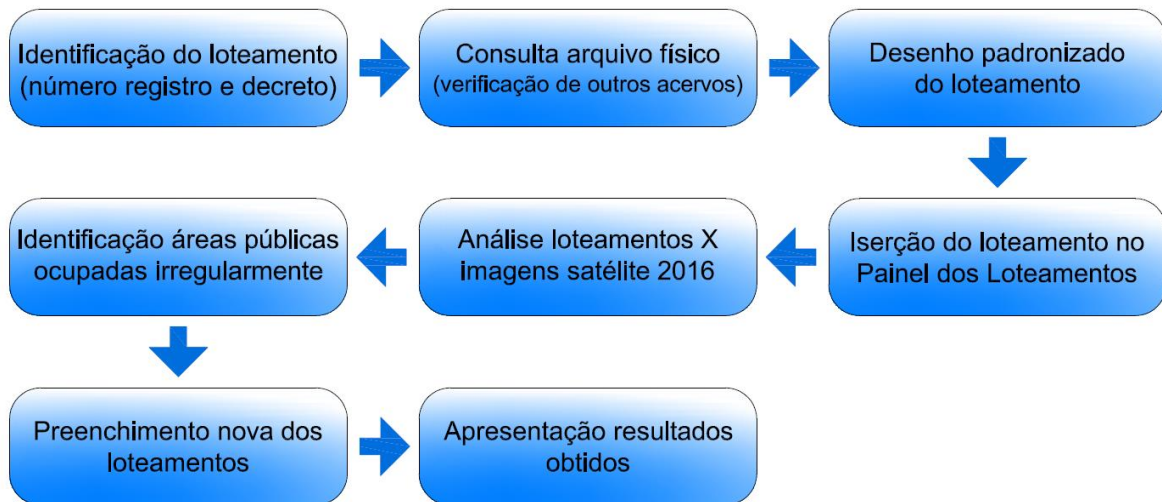 Identificação do loteamento
(número registro e decreto)
Consulta arquivo físico
(verificação de outros acervos)
Desenho padronizado
do loteamento
Iserção do loteamento no
Painel dos Loteamentos
Análise loteamentos X
imagens satélite 2016
Identificação áreas públicas
ocupadas irregularmente
Preenchimento nova dos
loteamentos
Apresentação resultados
obtidos